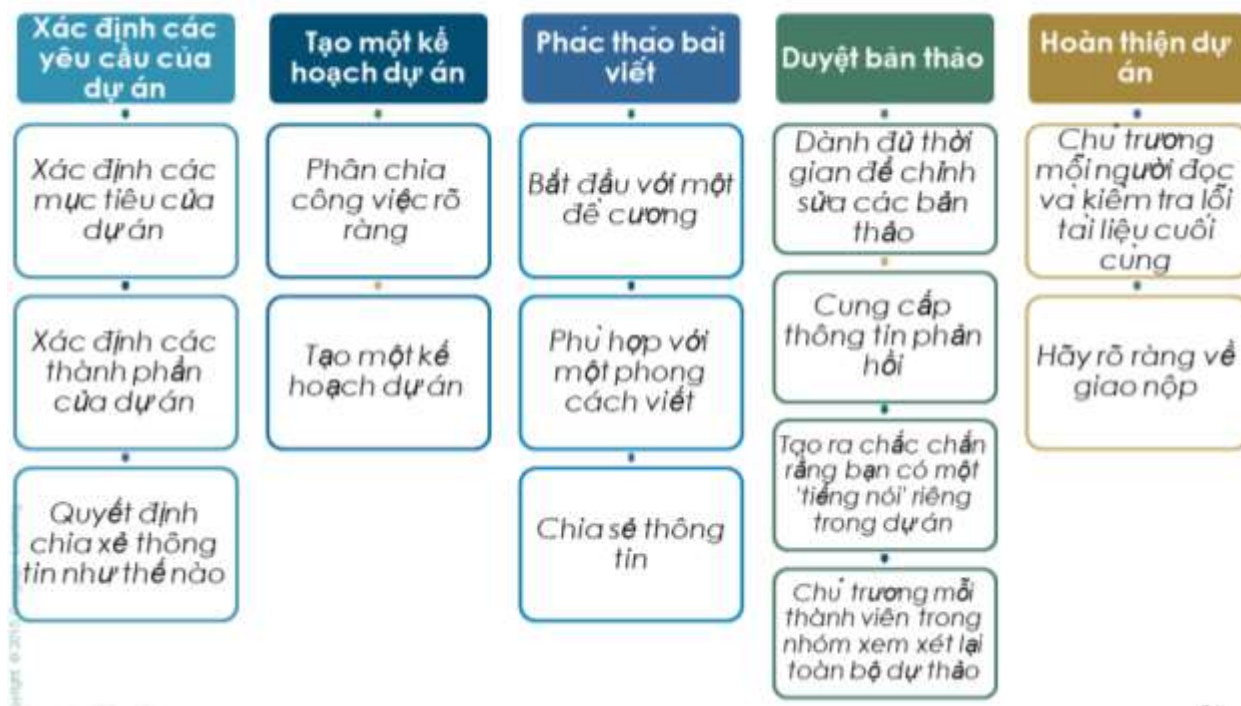 Xác định các
yêu cầu của
dự án
Xác định các
mục tiêu của
dự án
Xác định các
thành phần
của dự án
Quyết định
chia xẻ thông
tin như thế nào
Tạo một kế
hoạch dự án
Phân chia
công việc rõ
ràng
Tạo một kế
hoạch dự án
Phác thảo bài
viết
Bắt đầu với một
đề cương
Phù hợp với
một phong
cách viết
Chia sẻ thông
tin
Duyệt bản thảo
Dành đủ thời
gian để chỉnh
sửa các bản
thảo
Cung cấp
thông tin phản
hồi
Tạo ra chắc chắn
rằng bạn có một
'tiếng nói' riêng
trong dự án
Chủ trương mỗi
thành viên trong
nhóm xem xét lại
toàn bộ dự thảo
Hoàn thiện dự
án
Chủ trương
mỗi người đọc
và kiểm tra lỗi
tài liệu cuối
cùng
Hãy rõ ràng về
giao nộp